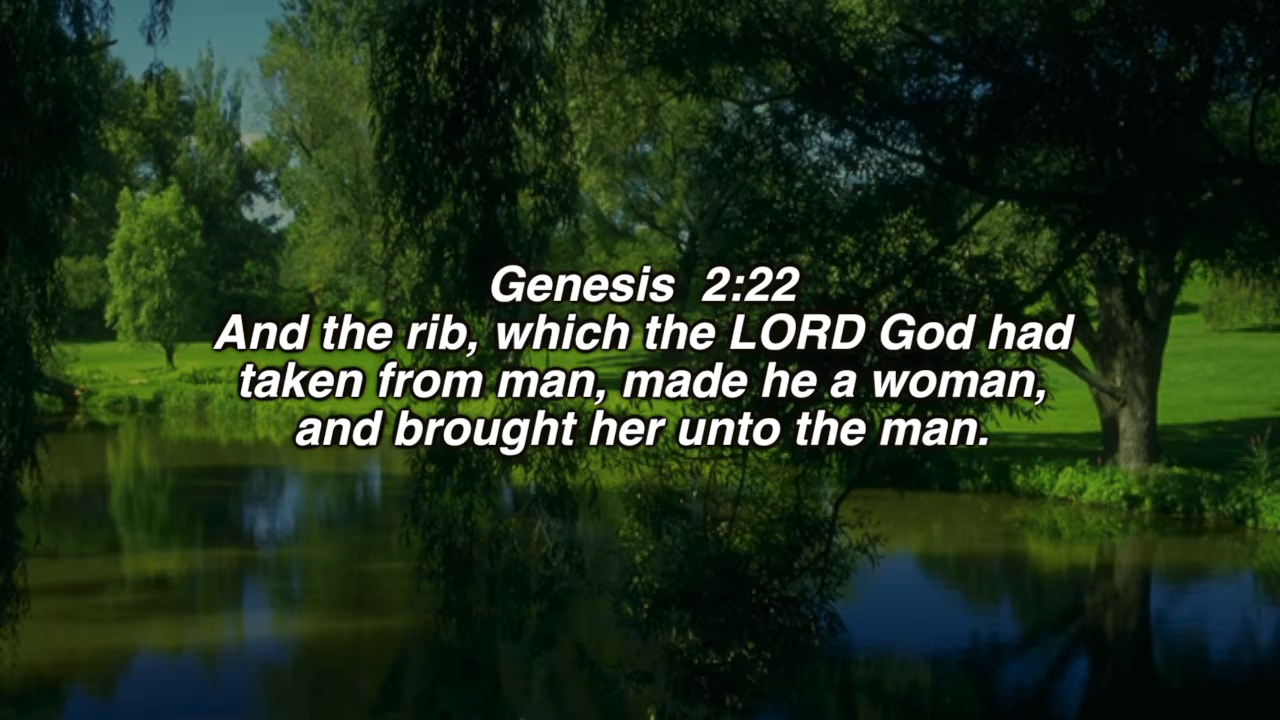 Genesis  2:22
And the rib, which the LORD God had
taken from man, made he a woman,
and brought her unto the man.